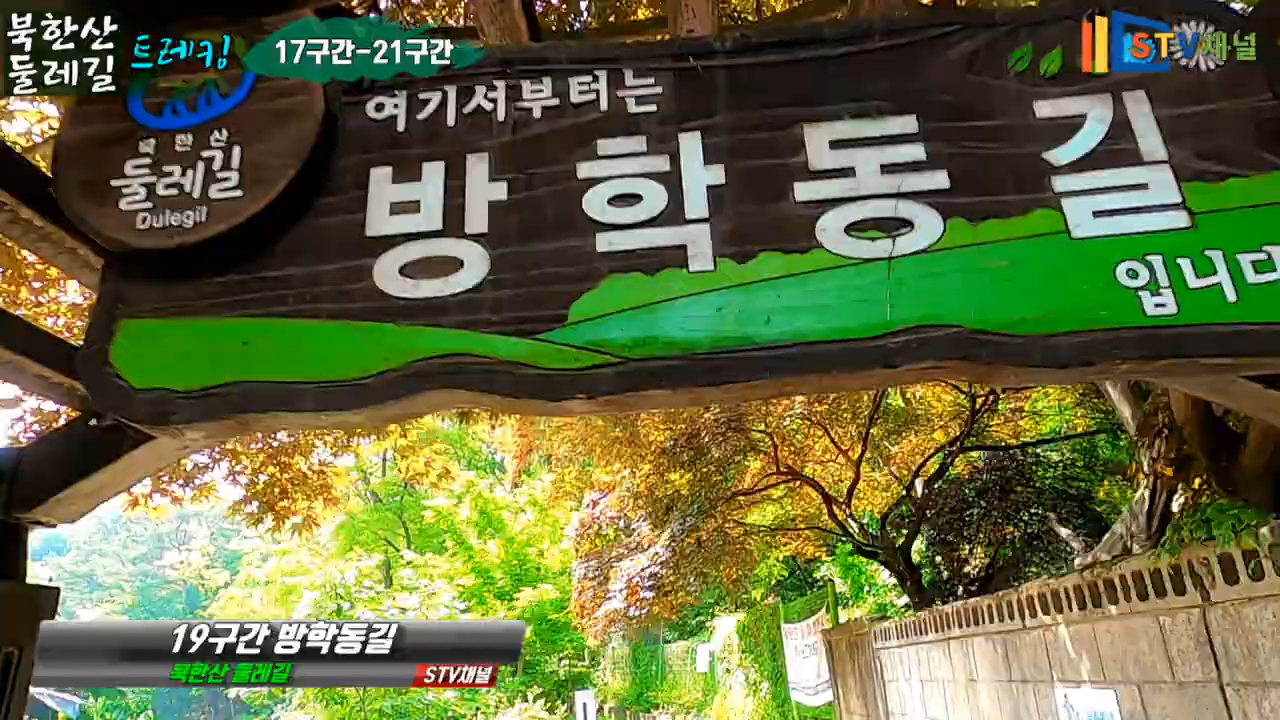 북한산
둘레길
트레킹
17구간-21구간
STV채널
북한산
둘레길
Dulegil
여기서부터는
방학동길
입니다
19구간 방학동길
북한산 둘레길
STV채널